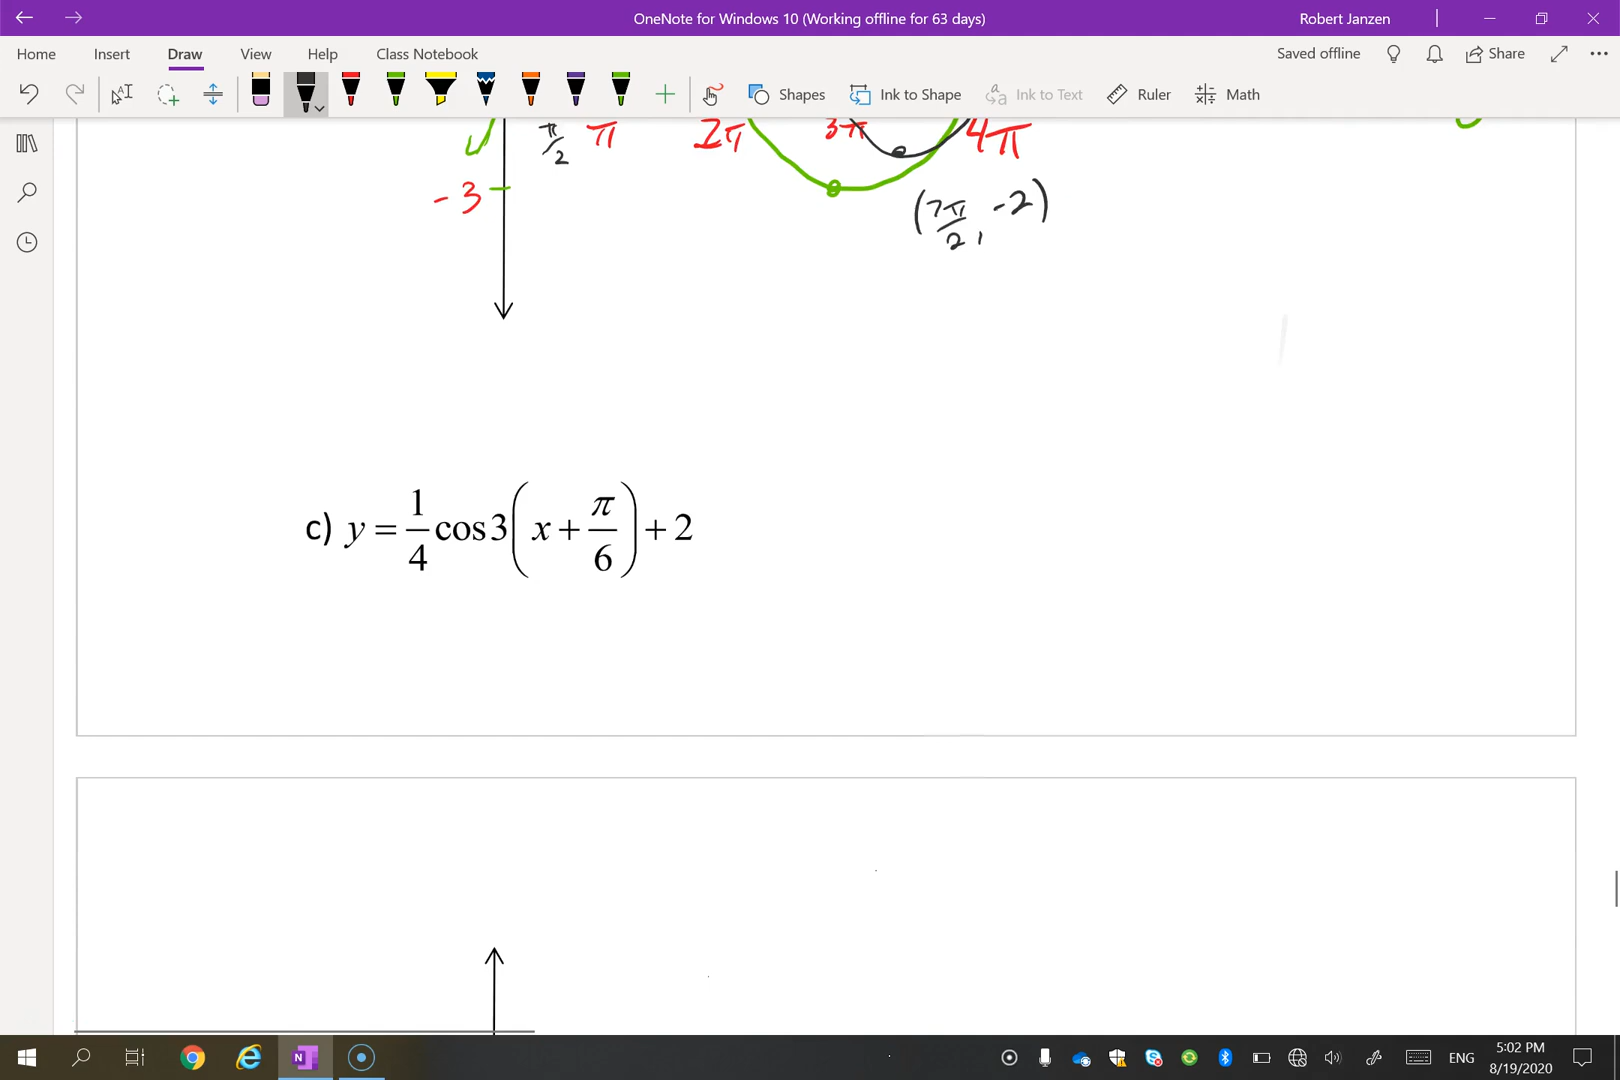 OneNote for Windows 10 (Working offline for 63 days)
Robert Janzen
Home Insert Draw View Help Class Notebook
Saved offline Share
Shapes Ink to Shape Ink to Text Ruler Math
π/2 π 2π 3π 4π
- 3
(7π/2, -2)
c) y = 1/4 cos3(x + π/6) + 2
ENG
5:02 PM
8/19/2020